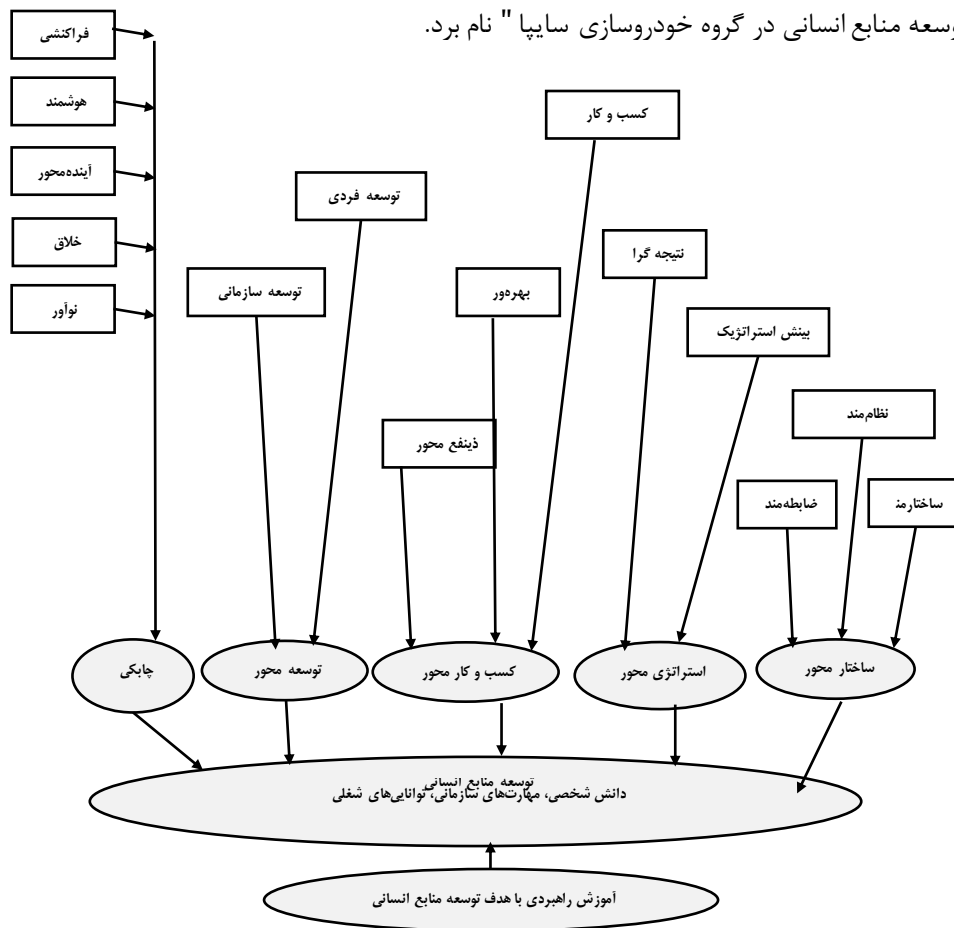 وسعه منابع انسانی در گروه خودروسازی سایپا " نام برد.
فراکنشی
هوشمند
کسب و کار
آینده‌محور
توسعه فردی
خلاق
نتیجه گرا
توسعه سازمانی
بهره‌ور
نوآور
بینش استراتژیک
نظام‌مند
ذینفع محور
ضابطه‌مند
ساختارمن
ساختار محور
استراتژی محور
کسب و کار محور
توسعه محور
چابکی
توسعه منابع انسانی
دانش شخصی، مهارت‌های سازمانی، توانایی‌های شغلی
آموزش راهبردی با هدف توسعه منابع انسانی